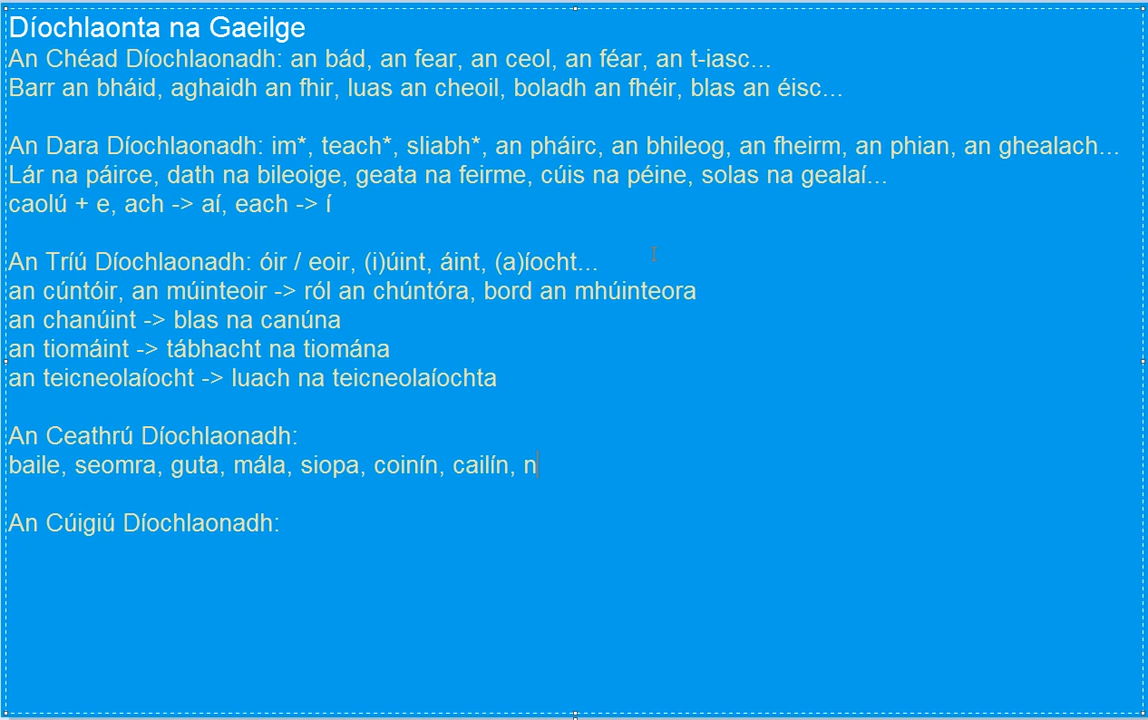 Díochlaonta na Gaeilge
An Chéad Díochlaonadh: an bád, an fear, an ceol, an féar, an t-iasc...
Barr an bháid, aghaidh an fhir, luas an cheoil, boladh an fhéir, blas an éisc...
An Dara Díochlaonadh: im*, teach*, sliabh*, an pháirc, an bhileog, an fheirm, an phian, an ghealach...
Lár na páirce, dath na bileoige, geata na feirme, cúis na péine, solas na gealaí...
caolú + e, ach -> aí, each -> í
An Tríú Díochlaonadh: óir / eoir, (i)úint, áint, (a)íocht...
an cúntóir, an múinteoir -> ról an chúntóra, bord an mhúinteora
an chanúint -> blas na canúna
an tiomáint -> tábhacht na tiomána
an teicneolaíocht -> luach na teicneolaíochta
An Ceathrú Díochlaonadh:
baile, seomra, guta, mála, siopa, coinín, cailín, n
An Cúigiú Díochlaonadh: